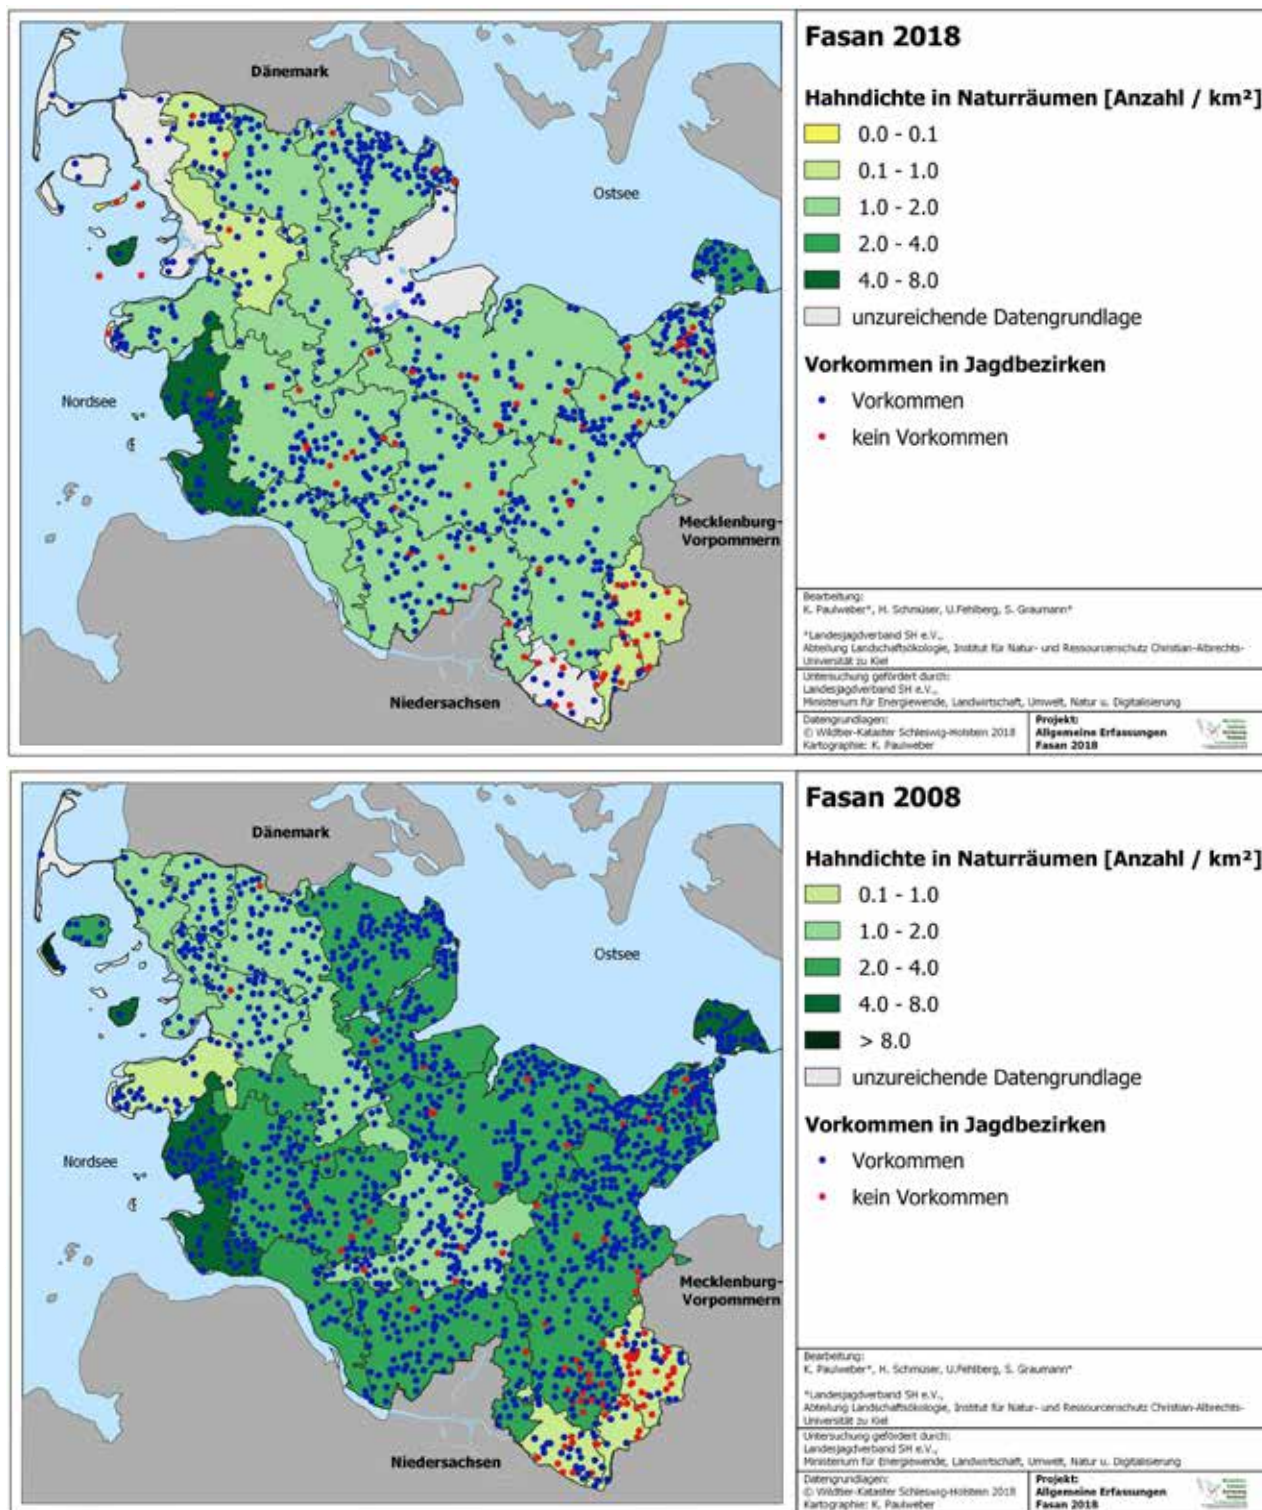 Fasan 2018
Hahndichte in Naturräumen [Anzahl / km²]
0.0 - 0.1
0.1 - 1.0
1.0 - 2.0
2.0 - 4.0
4.0 - 8.0
unzureichende Datengrundlage
Vorkommen in Jagdbezirken
Vorkommen
kein Vorkommen
Dänemark
Ostsee
Nordsee
Mecklenburg-
Vorpommern
Niedersachsen
Bearbeitung:
K. Paulweber*, H. Schmüser, U.Fehlberg, S. Graumann*
*Landesjagdverband SH e.V.,
Abteilung Landschaftsökologie, Institut für Natur- und Ressourcenschutz Christian-Albrechts-
Universität zu Kiel
Untersuchung gefördert durch:
Landesjagdverband SH e.V.,
Ministerium für Energiewende, Landwirtschaft, Umwelt, Natur u. Digitalisierung
Datengrundlagen:
© Wildtier-Kataster Schleswig-Holstein 2018
Kartographie: K. Paulweber
Projekt:
Allgemeine Erfassungen
Fasan 2018
Fasan 2008
Hahndichte in Naturräumen [Anzahl / km²]
0.1 - 1.0
1.0 - 2.0
2.0 - 4.0
4.0 - 8.0
> 8.0
unzureichende Datengrundlage
Vorkommen in Jagdbezirken
Vorkommen
kein Vorkommen
Dänemark
Ostsee
Nordsee
Mecklenburg-
Vorpommern
Niedersachsen
Bearbeitung:
K. Paulweber*, H. Schmüser, U.Fehlberg, S. Graumann*
*Landesjagdverband SH e.V.,
Abteilung Landschaftsökologie, Institut für Natur- und Ressourcenschutz Christian-Albrechts-
Universität zu Kiel
Untersuchung gefördert durch:
Landesjagdverband SH e.V.,
Ministerium für Energiewende, Landwirtschaft, Umwelt, Natur u. Digitalisierung
Datengrundlagen:
© Wildtier-Kataster Schleswig-Holstein 2018
Kartographie: K. Paulweber
Projekt:
Allgemeine Erfassungen
Fasan 2018